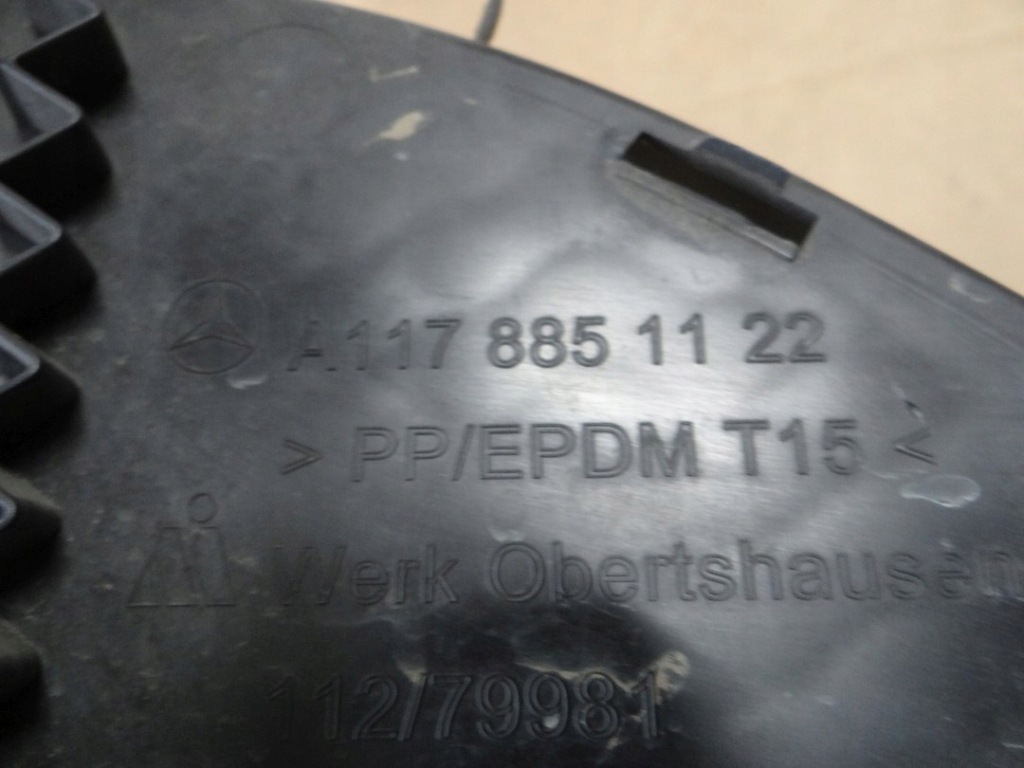 A117 885 11 22
> PP/EPDM T15 <
Werk Obertshausen
112/79981